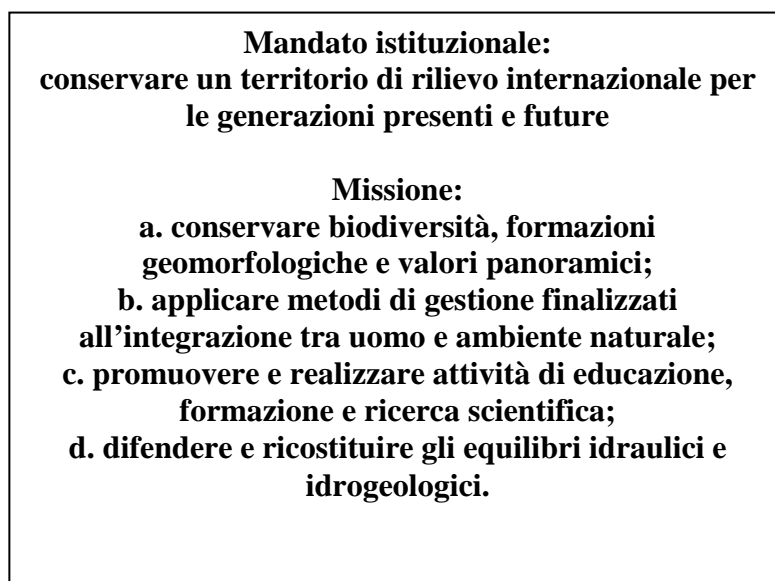 Mandato istituzionale:
conservare un territorio di rilievo internazionale per
le generazioni presenti e future
Missione:
a. conservare biodiversità, formazioni
geomorfologiche e valori panoramici;
b. applicare metodi di gestione finalizzati
all’integrazione tra uomo e ambiente naturale;
c. promuovere e realizzare attività di educazione,
formazione e ricerca scientifica;
d. difendere e ricostituire gli equilibri idraulici e
idrogeologici.